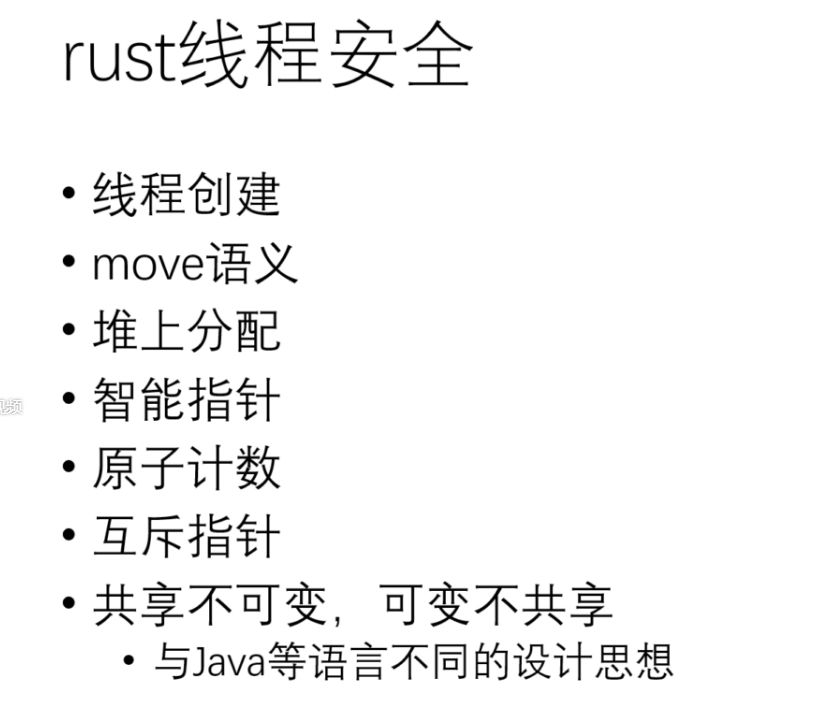 rust线程安全
• 线程创建
• move语义
• 堆上分配
• 智能指针
• 原子计数
• 互斥指针
• 共享不可变，可变不共享
• 与Java等语言不同的设计思想